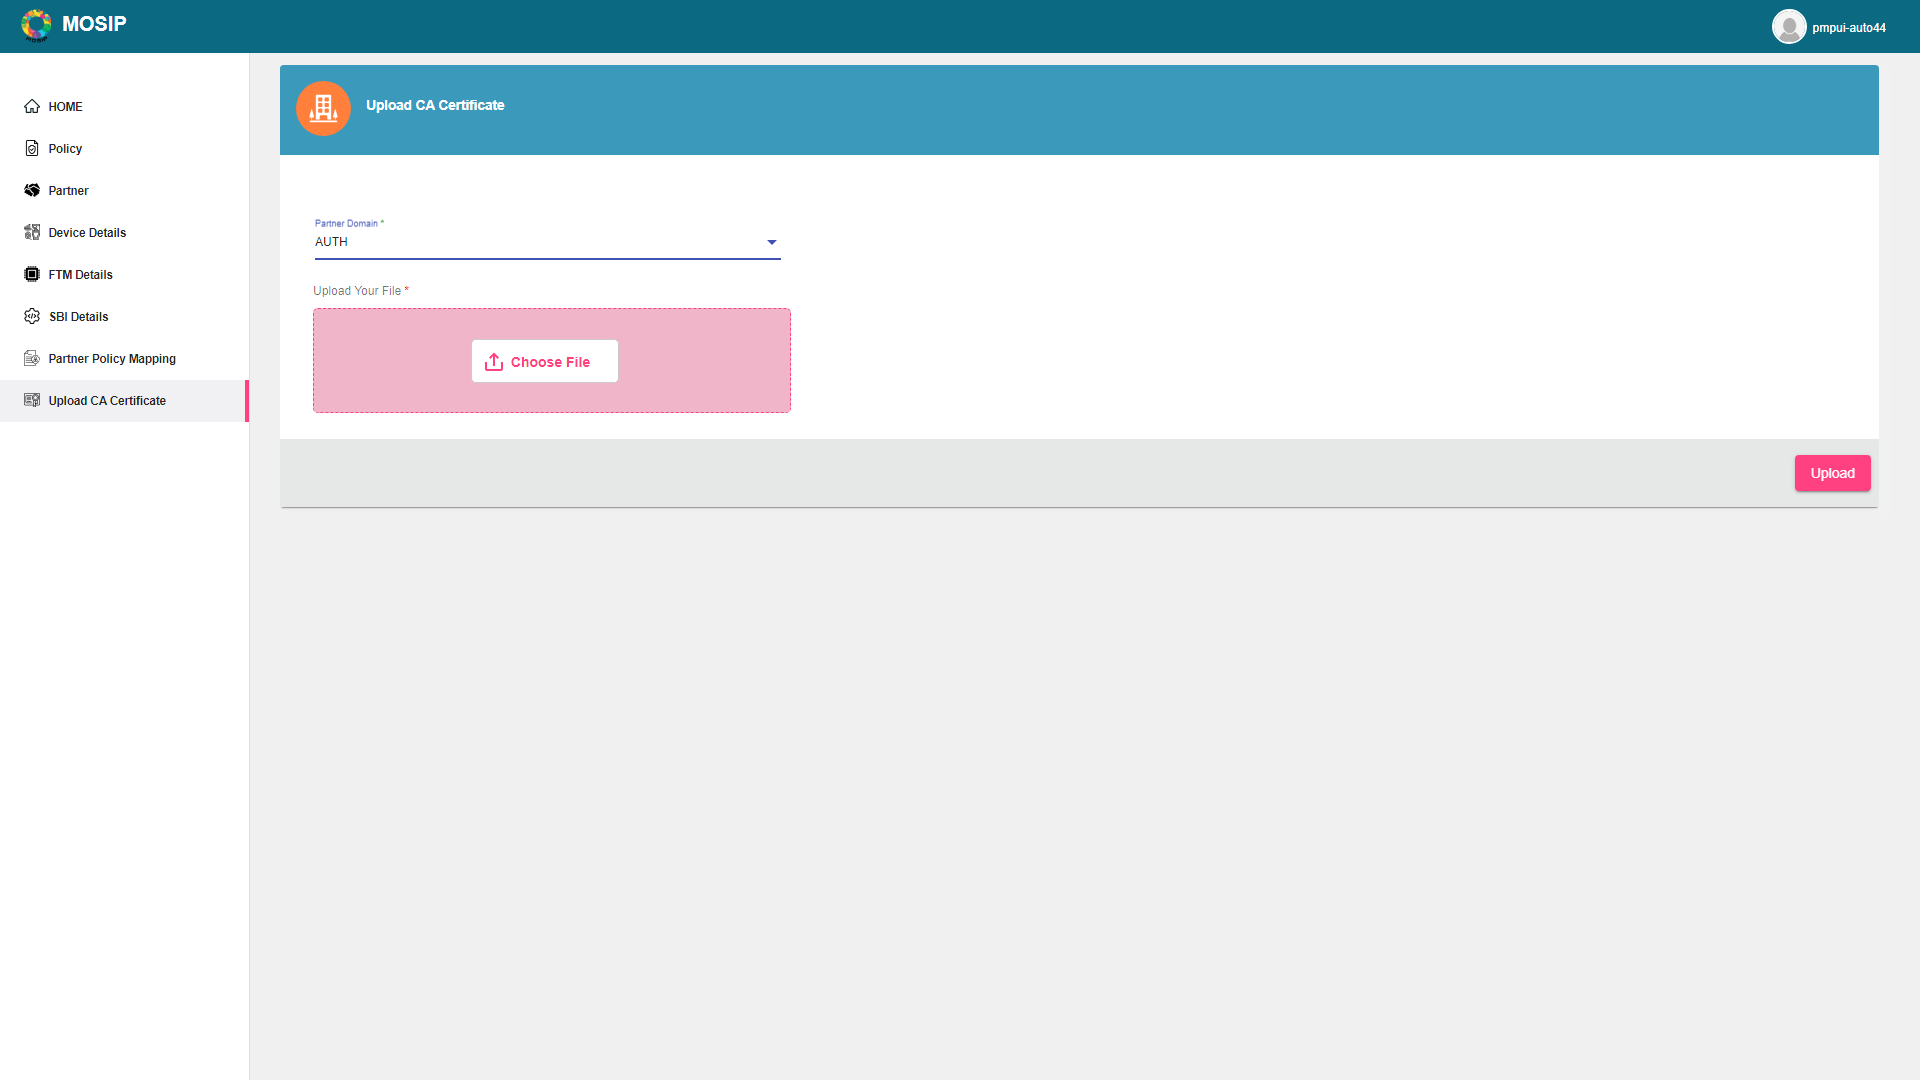 MOSIP
pmpui-auto44
HOME
Policy
Partner
Device Details
FTM Details
SBI Details
Partner Policy Mapping
Upload CA Certificate
Upload CA Certificate
Partner Domain *
AUTH
Upload Your File *
Choose File
Upload